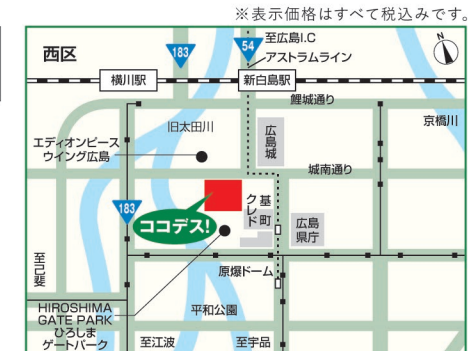 ※表示価格はすべて税込みです。
西区
183
54
至広島I.C
アストラムライン
N
横川駅
新白島駅
鯉城通り
京橋川
旧太田川
広島城
エディオンピース
ウイング広島
城南通り
183
ココデス!
基町
クレド
広島
県庁
至己斐
原爆ドーム
HIROSHIMA
GATE PARK
ひろしま
ゲートパーク
平和公園
至江波
至宇品